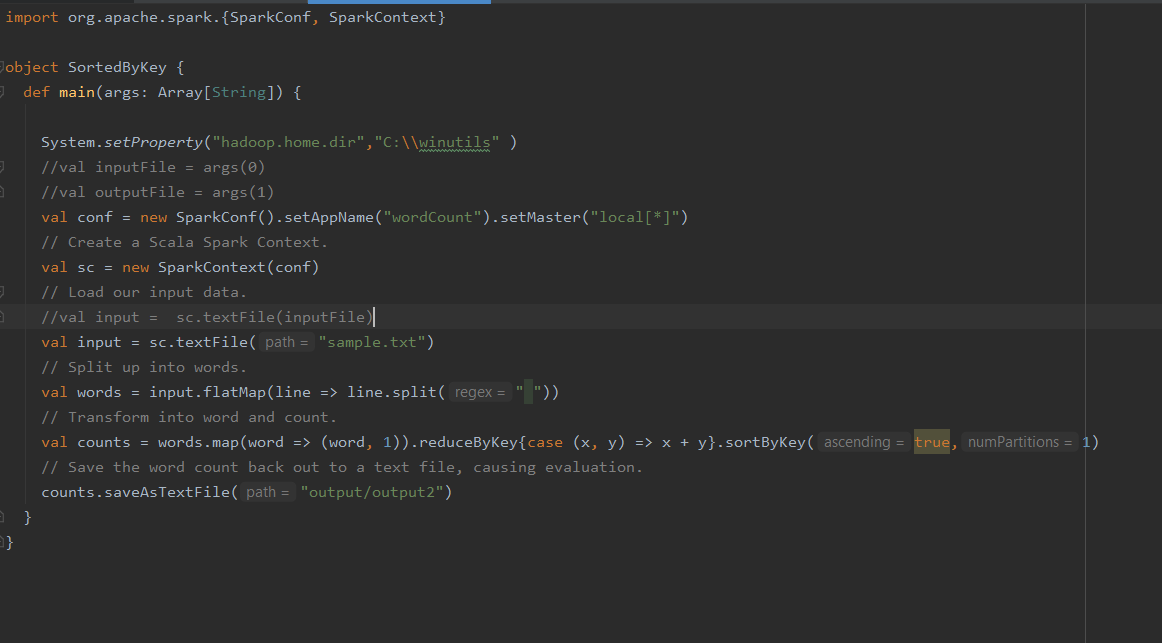 import org.apache.spark.{SparkConf, SparkContext}
object SortedByKey {
def main(args: Array[String]) {
System.setProperty("hadoop.home.dir","C:\\winutils" )
//val inputFile = args(0)
//val outputFile = args(1)
val conf = new SparkConf().setAppName("wordCount").setMaster("local[*]")
// Create a Scala Spark Context.
val sc = new SparkContext(conf)
// Load our input data.
//val input =  sc.textFile(inputFile)
val input = sc.textFile( path = "sample.txt")
// Split up into words.
val words = input.flatMap(line => line.split( regex = " "))
// Transform into word and count.
val counts = words.map(word => (word, 1)).reduceByKey{case (x, y) => x + y}.sortByKey( ascending = true, numPartitions = 1)
// Save the word count back out to a text file, causing evaluation.
counts.saveAsTextFile( path = "output/output2")
}
}